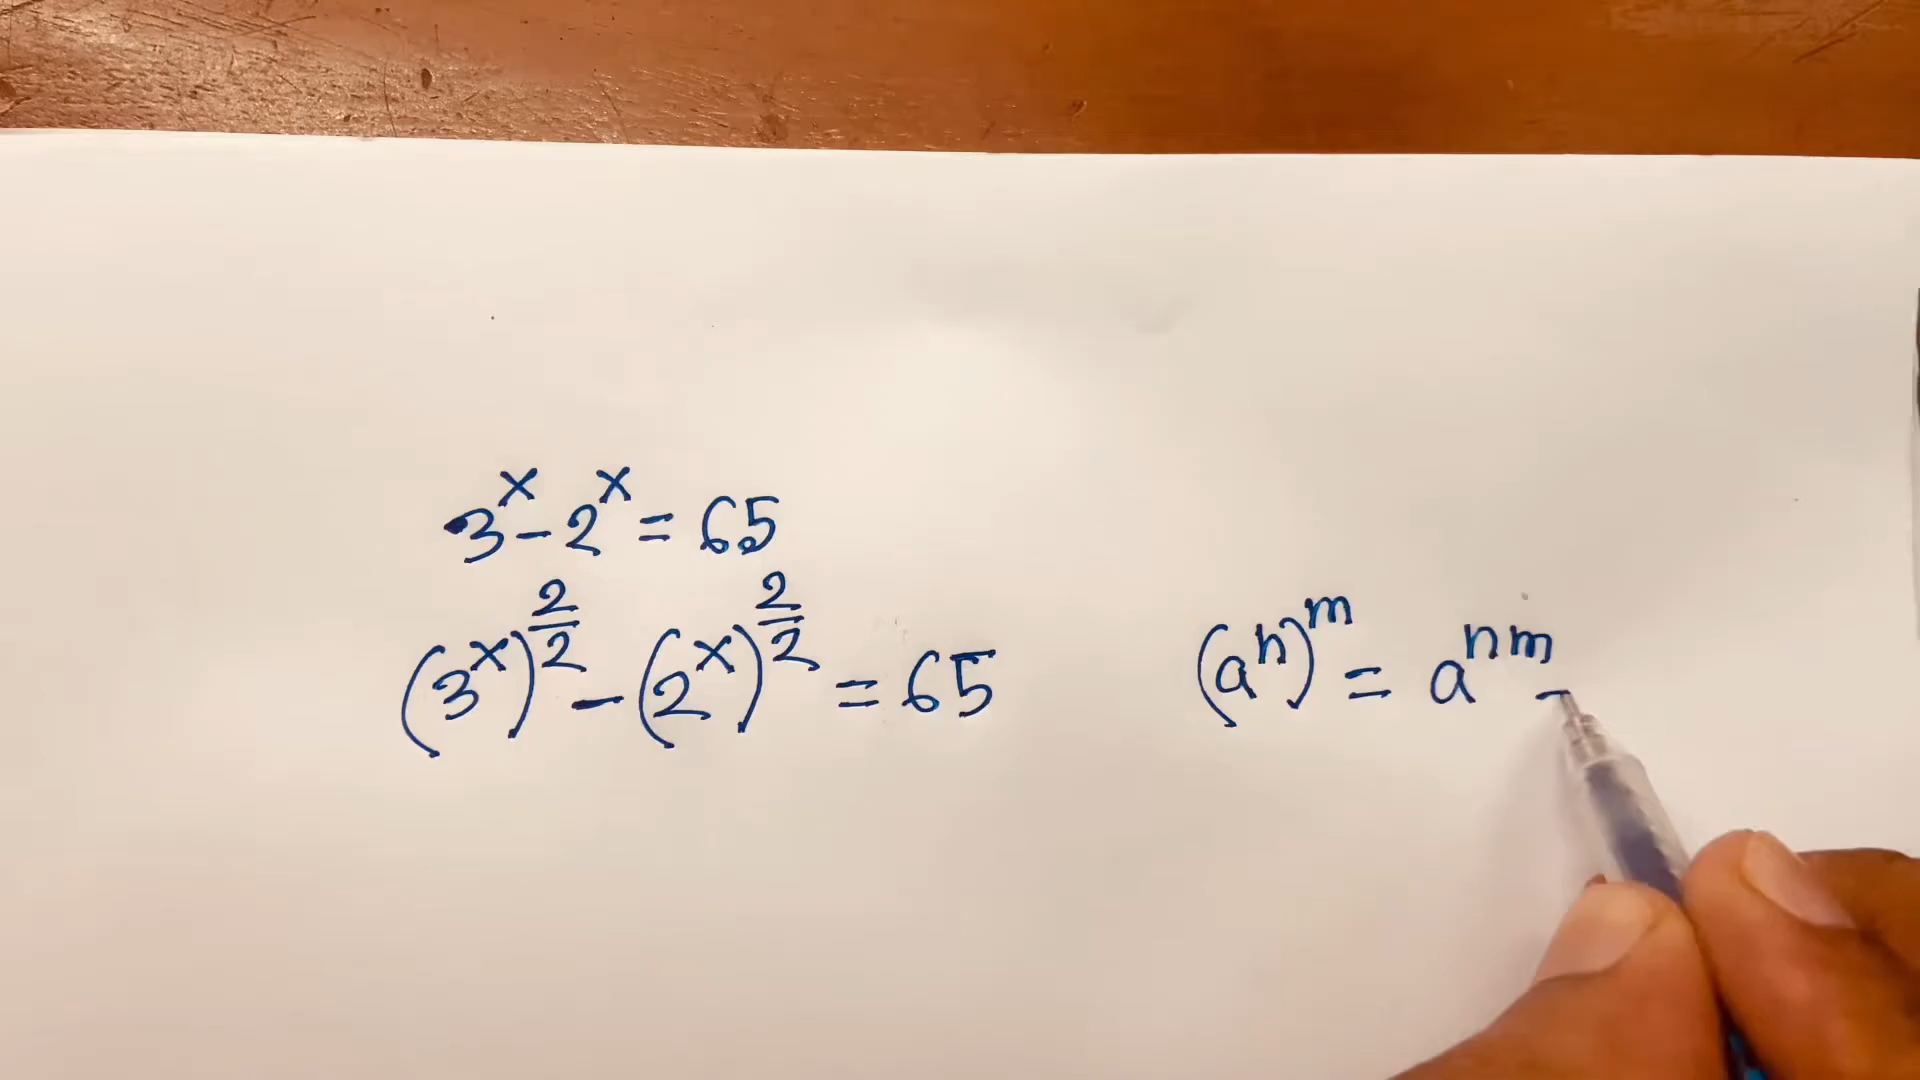 3^x - 2^x = 65
(3^x)^{2/2} - (2^x)^{2/2} = 65
(a^n)^m = a^{nm} -